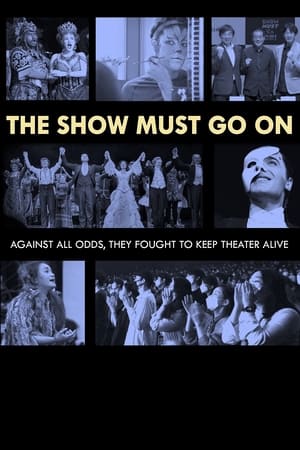 THE SHOW MUST GO ON
AGAINST ALL ODDS, THEY FOUGHT TO KEEP THEATER ALIVE